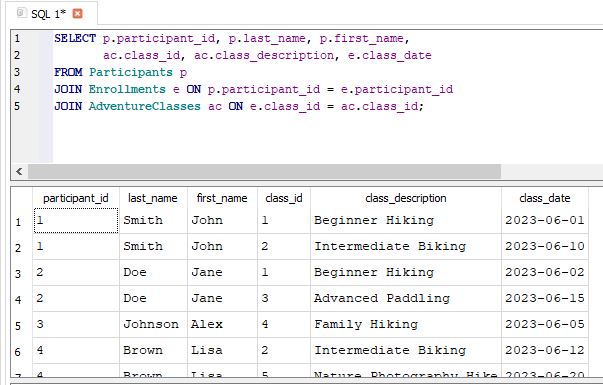 SQL 1*
1 SELECT p.participant_id, p.last_name, p.first_name,
2 ac.class_id, ac.class_description, e.class_date
3 FROM Participants p
4 JOIN Enrollments e ON p.participant_id = e.participant_id
5 JOIN AdventureClasses ac ON e.class_id = ac.class_id;
participant_id last_name first_name class_id class_description class_date
1 1 Smith John 1 Beginner Hiking 2023-06-01
2 1 Smith John 2 Intermediate Biking 2023-06-10
3 2 Doe Jane 1 Beginner Hiking 2023-06-02
4 2 Doe Jane 3 Advanced Paddling 2023-06-15
5 3 Johnson Alex 4 Family Hiking 2023-06-05
6 4 Brown Lisa 2 Intermediate Biking 2023-06-12
7 4 Brown Lisa 5 Nature Photography Hike 2023-06-20